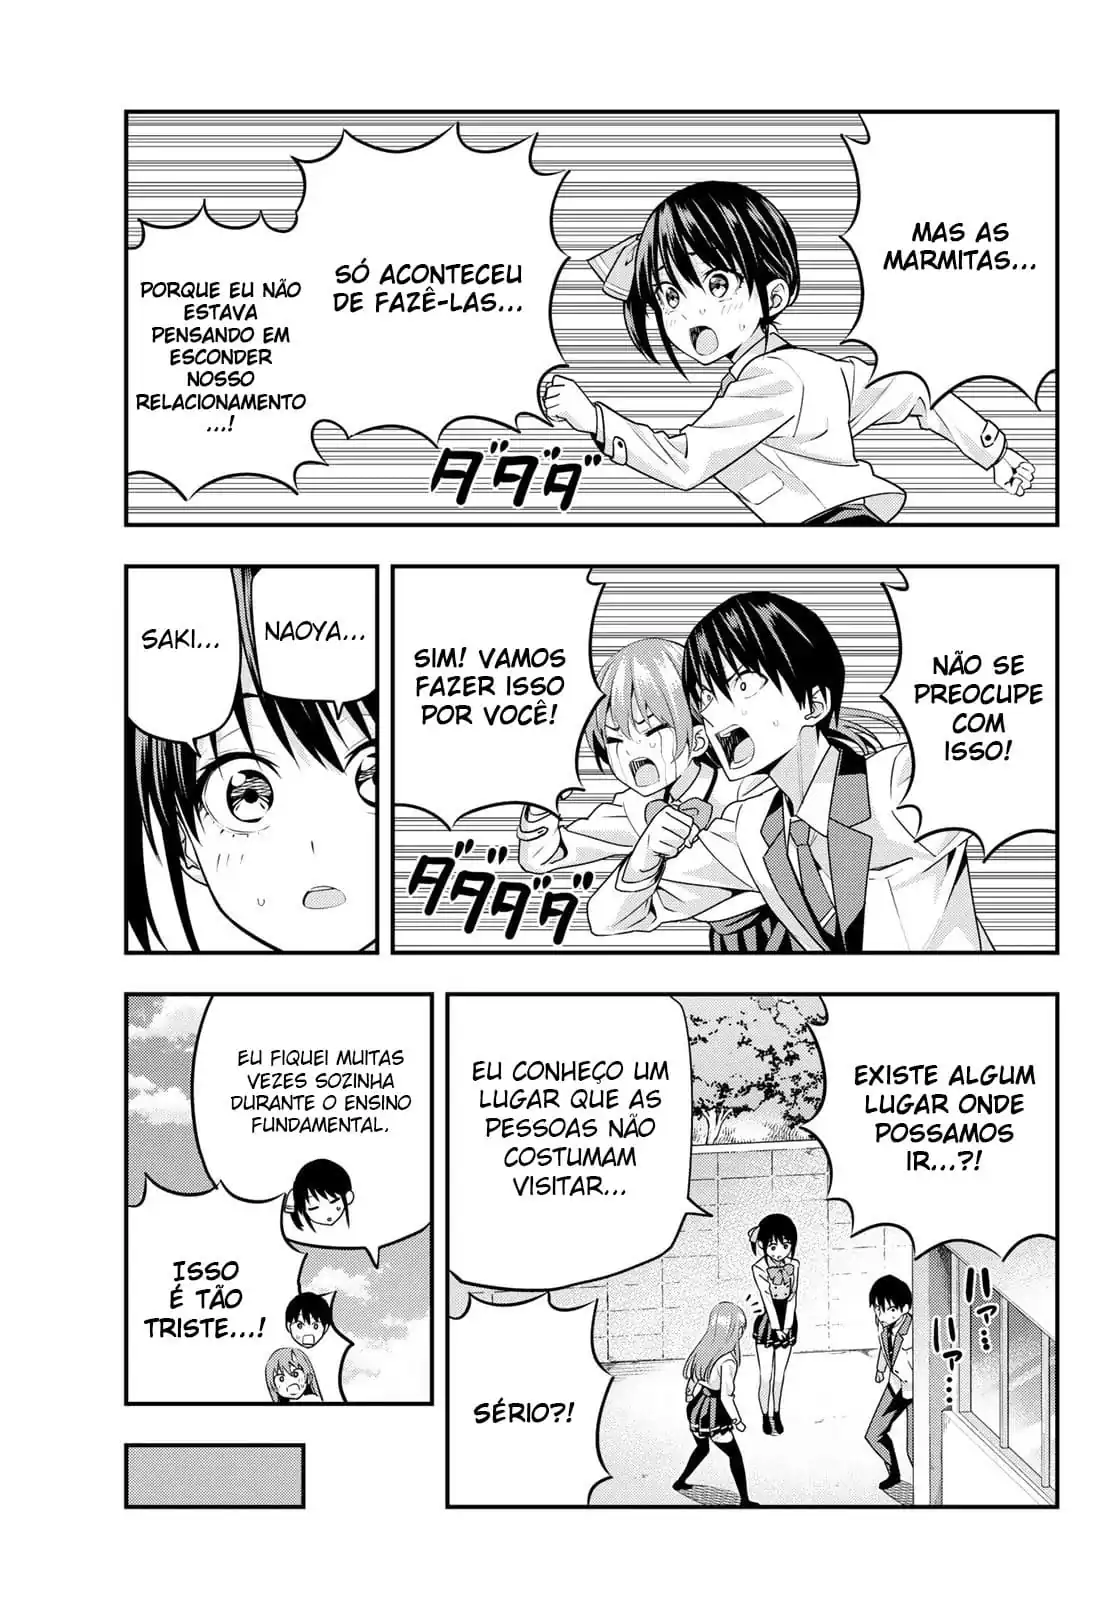 MAS AS
MARMITAS...
SÓ ACONTECEU
DE FAZÊ-LAS...
PORQUE EU NÃO
ESTAVA
PENSANDO EM
ESCONDER
NOSSO
RELACIONAMENTO
...!
ダダダ
NÃO SE
PREOCUPE
COM
ISSO!
SIM! VAMOS
FAZER ISSO
POR VOCÊ!
ダダダダ
NAOYA...
SAKI...
EXISTE ALGUM
LUGAR ONDE
POSSAMOS
IR...?!
ハァ…
ハァ…
EU CONHEÇO UM
LUGAR QUE AS
PESSOAS NÃO
COSTUMAM
VISITAR...
SÉRIO?!
EU FIQUEI MUITAS
VEZES SOZINHA
DURANTE O ENSINO
FUNDAMENTAL.
ISSO
É TÃO
TRISTE...!